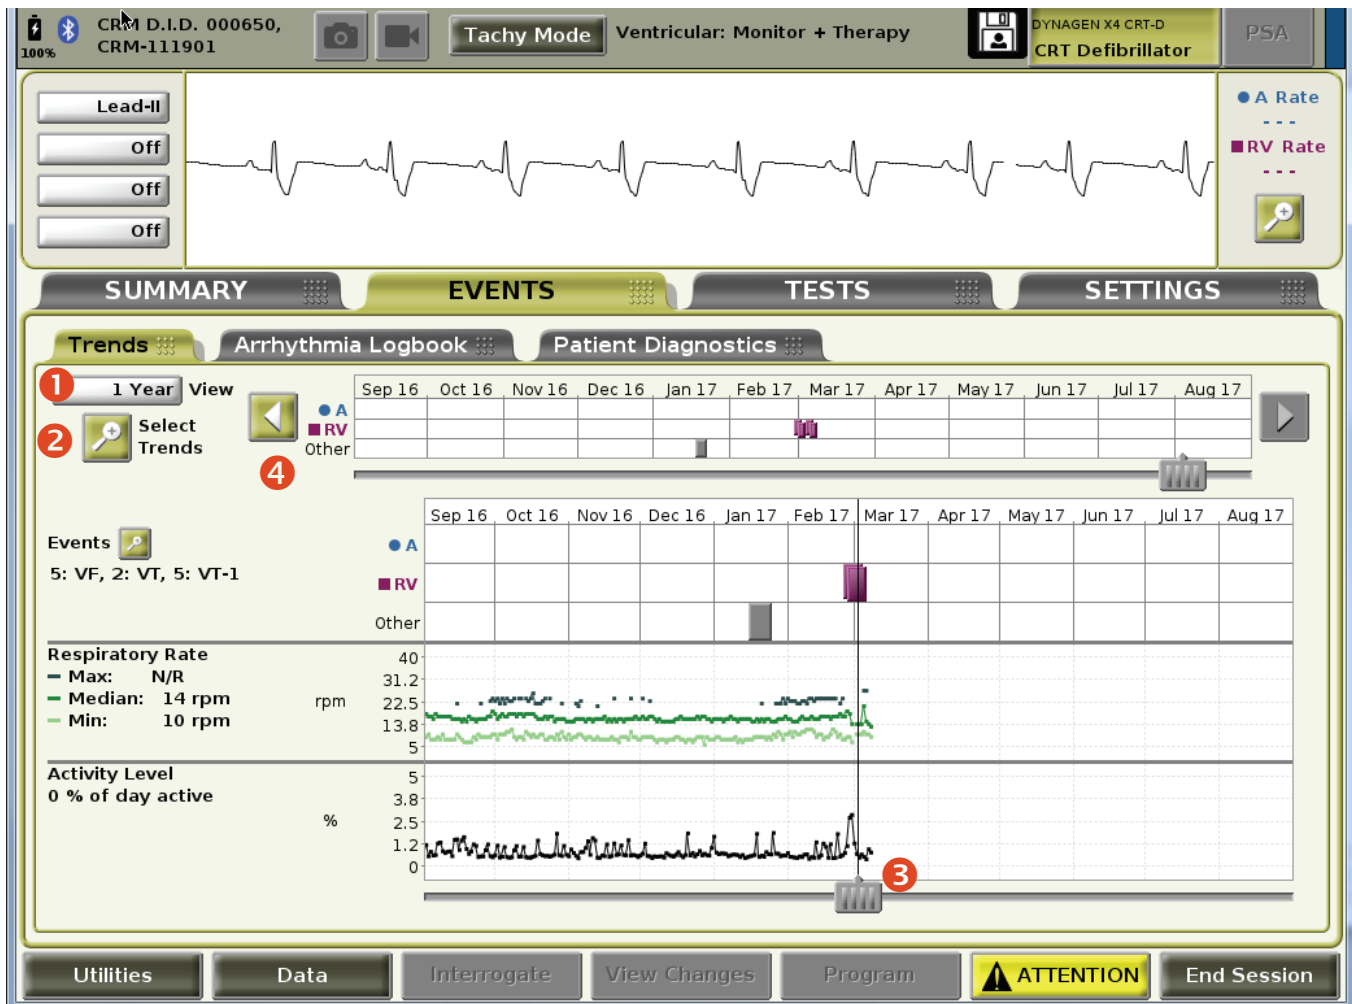 100%
CRM D.I.D. 000650,
CRM-111901
Tachy Mode
Ventricular: Monitor + Therapy
DYNAGEN X4 CRT-D
CRT Defibrillator
PSA
Lead-II
Off
Off
Off
A Rate
---
RV Rate
---
SUMMARY
EVENTS
TESTS
SETTINGS
Trends
Arrhythmia Logbook
Patient Diagnostics
1
1 Year
View
2
Select
Trends
4
Sep 16 Oct 16 Nov 16 Dec 16 Jan 17 Feb 17 Mar 17 Apr 17 May 17 Jun 17 Jul 17 Aug 17
A
RV
Other
Sep 16 Oct 16 Nov 16 Dec 16 Jan 17 Feb 17 Mar 17 Apr 17 May 17 Jun 17 Jul 17 Aug 17
Events
5: VF, 2: VT, 5: VT-1
A
RV
Other
Respiratory Rate
Max: N/R
Median: 14 rpm
Min: 10 rpm
rpm
40
31.2
22.5
13.8
5
Activity Level
0 % of day active
%
5
3.8
2.5
1.2
0
3
Utilities
Data
Interrogate
View Changes
Program
ATTENTION
End Session